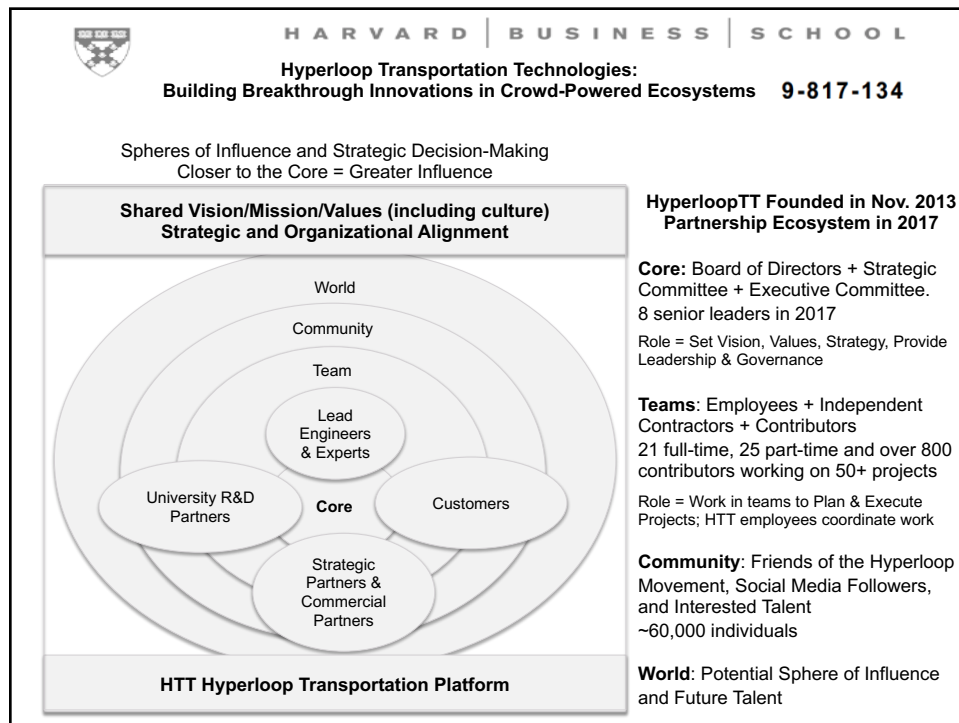 HARVARD | BUSINESS | SCHOOL
Hyperloop Transportation Technologies:
Building Breakthrough Innovations in Crowd-Powered Ecosystems 9-817-134
Spheres of Influence and Strategic Decision-Making
Closer to the Core = Greater Influence
Shared Vision/Mission/Values (including culture)
Strategic and Organizational Alignment
World
Community
Team
Lead
Engineers
& Experts
University R&D
Partners
Core
Customers
Strategic
Partners &
Commercial
Partners
HTT Hyperloop Transportation Platform
HyperloopTT Founded in Nov. 2013
Partnership Ecosystem in 2017
Core: Board of Directors + Strategic
Committee + Executive Committee.
8 senior leaders in 2017
Role = Set Vision, Values, Strategy, Provide
Leadership & Governance
Teams: Employees + Independent
Contractors + Contributors
21 full-time, 25 part-time and over 800
contributors working on 50+ projects
Role = Work in teams to Plan & Execute
Projects; HTT employees coordinate work
Community: Friends of the Hyperloop
Movement, Social Media Followers,
and Interested Talent
~60,000 individuals
World: Potential Sphere of Influence
and Future Talent